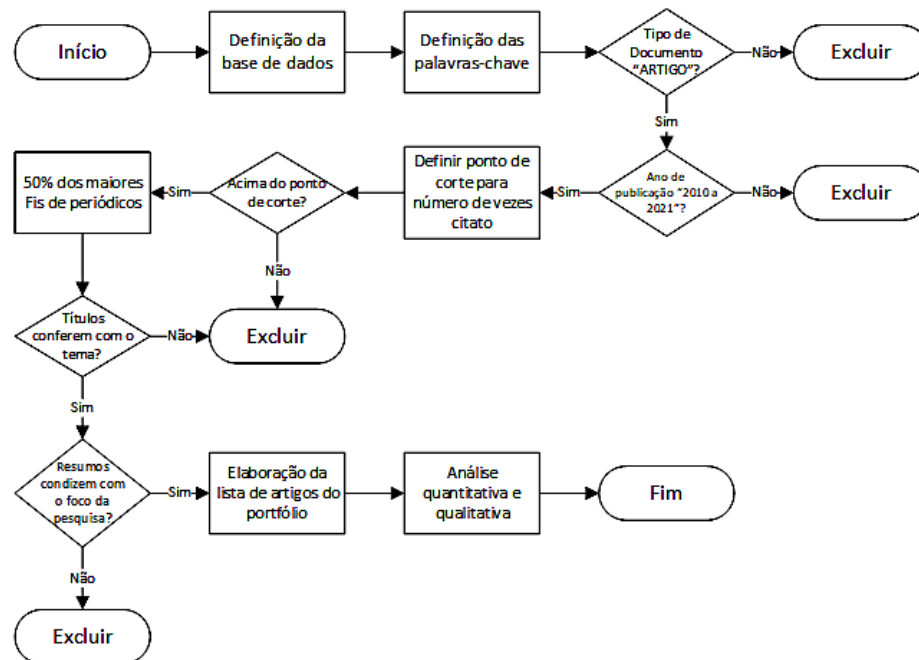 Início
Definição da
base de dados
Definição das
palavras-chave
Tipo de
Documento
“ARTIGO”?
Não
Excluir
Sim
50% dos maiores
Fis de periódicos
Sim
Acima do ponto
de corte?
Definir ponto de
corte para
número de vezes
citato
Sim
Ano de
publicação “2010 a
2021”?
Não
Excluir
Não
Títulos
conferem com o
tema?
Não
Excluir
Sim
Resumos
condizem com
o foco da
pesquisa?
Sim
Elaboração da
lista de artigos do
portfólio
Análise
quantitativa e
qualitativa
Fim
Não
Excluir